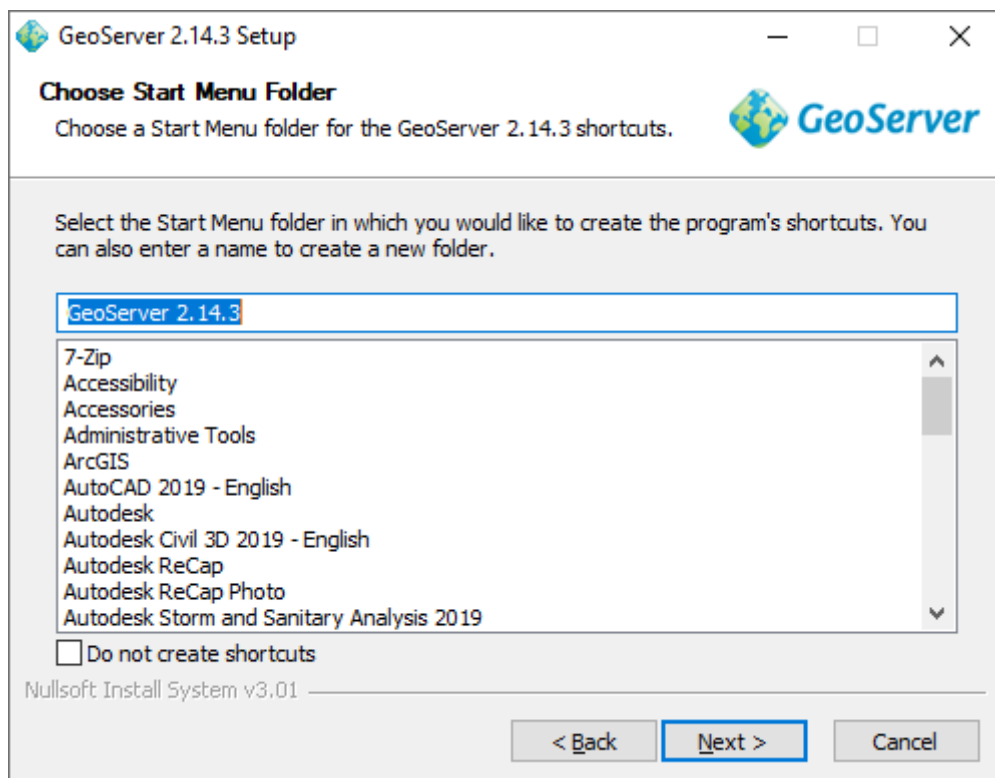 GeoServer 2.14.3 Setup
Choose Start Menu Folder
Choose a Start Menu folder for the GeoServer 2.14.3 shortcuts.
GeoServer
Select the Start Menu folder in which you would like to create the program's shortcuts. You
can also enter a name to create a new folder.
GeoServer 2.14.3
7-Zip
Accessibility
Accessories
Administrative Tools
ArcGIS
AutoCAD 2019 - English
Autodesk
Autodesk Civil 3D 2019 - English
Autodesk ReCap
Autodesk ReCap Photo
Autodesk Storm and Sanitary Analysis 2019
Do not create shortcuts
Nullsoft Install System v3.01
< Back
Next >
Cancel